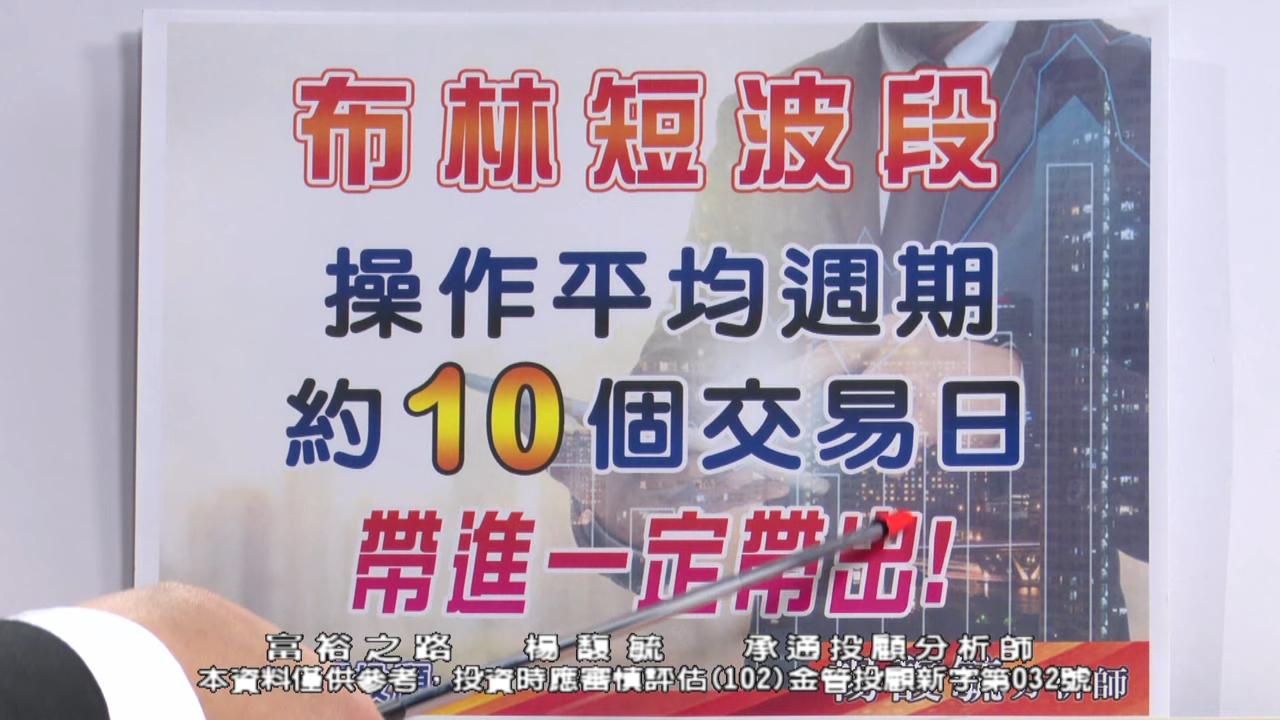 布林短波段
操作平均週期
約10個交易日
帶進一定帶出!
富裕之路 楊馥毓 承通投顧分析師
本資料僅供參考，投資時應審慎評估(102)金管投顧新字第032號
師